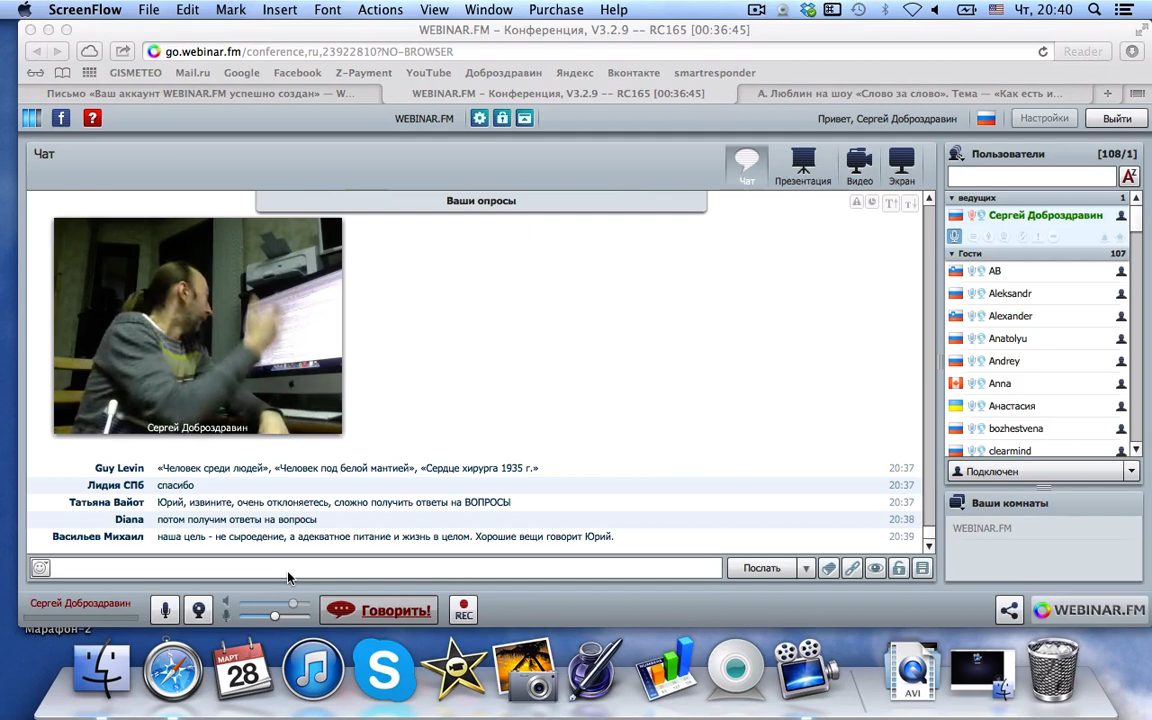 ScreenFlow File Edit Mark Insert Font Actions View Window Purchase Help Чт, 20:40
WEBINAR.FM – Конференция, V3.2.9 -- RC165 [00:36:45]
go.webinar.fm/conference,ru,23922810?NO-BROWSER Reader
GISMETEO Mail.ru Google Facebook Z-Payment YouTube Доброздравин Яндекс Вконтакте smartresponder
Письмо «Ваш аккаунт WEBINAR.FM успешно создан» — W... WEBINAR.FM – Конференция, V3.2.9 -- RC165 [00:36:45] А. Люблин на шоу «Слово за слово». Тема — «Как есть и...
WEBINAR.FM Привет, Сергей Доброздравин Настройки Выйти
Чат
Чат Презентация Видео Экран
Ваши опросы
Сергей Доброздравин
Guy Levin «Человек среди людей», «Человек под белой мантией», «Сердце хирурга 1935 г.» 20:37
Лидия СПб спасибо 20:37
Татьяна Вайот Юрий, извините, очень отклоняетесь, сложно получить ответы на ВОПРОСЫ 20:37
Diana потом получим ответы на вопросы 20:38
Васильев Михаил наша цель - не сыроедение, а адекватное питание и жизнь в целом. Хорошие вещи говорит Юрий. 20:39
Послать
Сергей Доброздравин Говорить! REC
Пользователи [108/1]
ведущих 1
Сергей Доброздравин
Гости 107
AB
Aleksandr
Alexander
Anatolyu
Andrey
Anna
Анастасия
bozhestvena
clearmind
Подключен
Ваши комнаты
WEBINAR.FM
WEBINAR.FM
Марафон-2
МАРТ
28
AVI